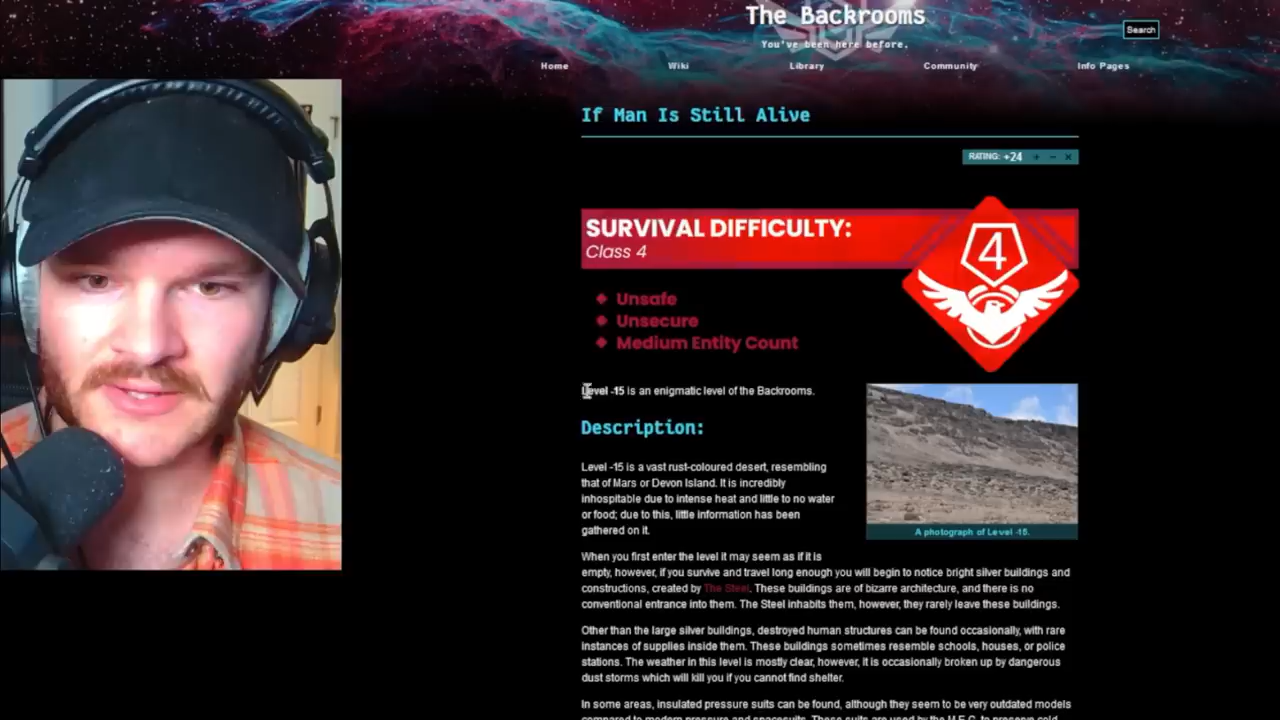 The Backrooms
You've been here before.
Search
Home
Wiki
Library
Community
Info Pages
If Man Is Still Alive
RATING: +24 + − ×
SURVIVAL DIFFICULTY:
Class 4
4
Unsafe
Unsecure
Medium Entity Count
Level -15 is an enigmatic level of the Backrooms.
A photograph of Level -15.
Description:
Level -15 is a vast rust-coloured desert, resembling
that of Mars or Devon Island. It is incredibly
inhospitable due to intense heat and little to no water
or food; due to this, little information has been
gathered on it.
When you first enter the level it may seem as if it is
empty, however, if you survive and travel long enough you will begin to notice bright silver buildings and
constructions, created by The Steel. These buildings are of bizarre architecture, and there is no
conventional entrance into them. The Steel inhabits them, however, they rarely leave these buildings.
Other than the large silver buildings, destroyed human structures can be found occasionally, with rare
instances of supplies inside them. These buildings sometimes resemble schools, houses, or police
stations. The weather in this level is mostly clear, however, it is occasionally broken up by dangerous
dust storms which will kill you if you cannot find shelter.
In some areas, insulated pressure suits can be found, although they seem to be very outdated models
compared to modern pressure and spacesuits. These suits are used by the M.E.G. to preserve cold